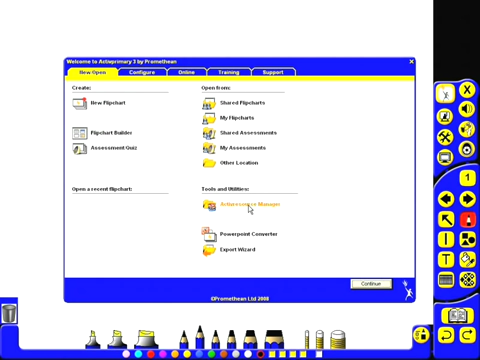 Welcome to Activprimary 3 by Promethean
New Open
Configure
Online
Training
Support
Create:
New Flipchart
Flipchart Builder
Assessment/Quiz
Open a recent flipchart:
Open from:
Shared Flipcharts
My Flipcharts
Shared Assessments
My Assessments
Other Location
Tools and Utilities:
Activresource Manager
Powerpoint Converter
Export Wizard
Continue
©Promethean Ltd 2008
X
1
T